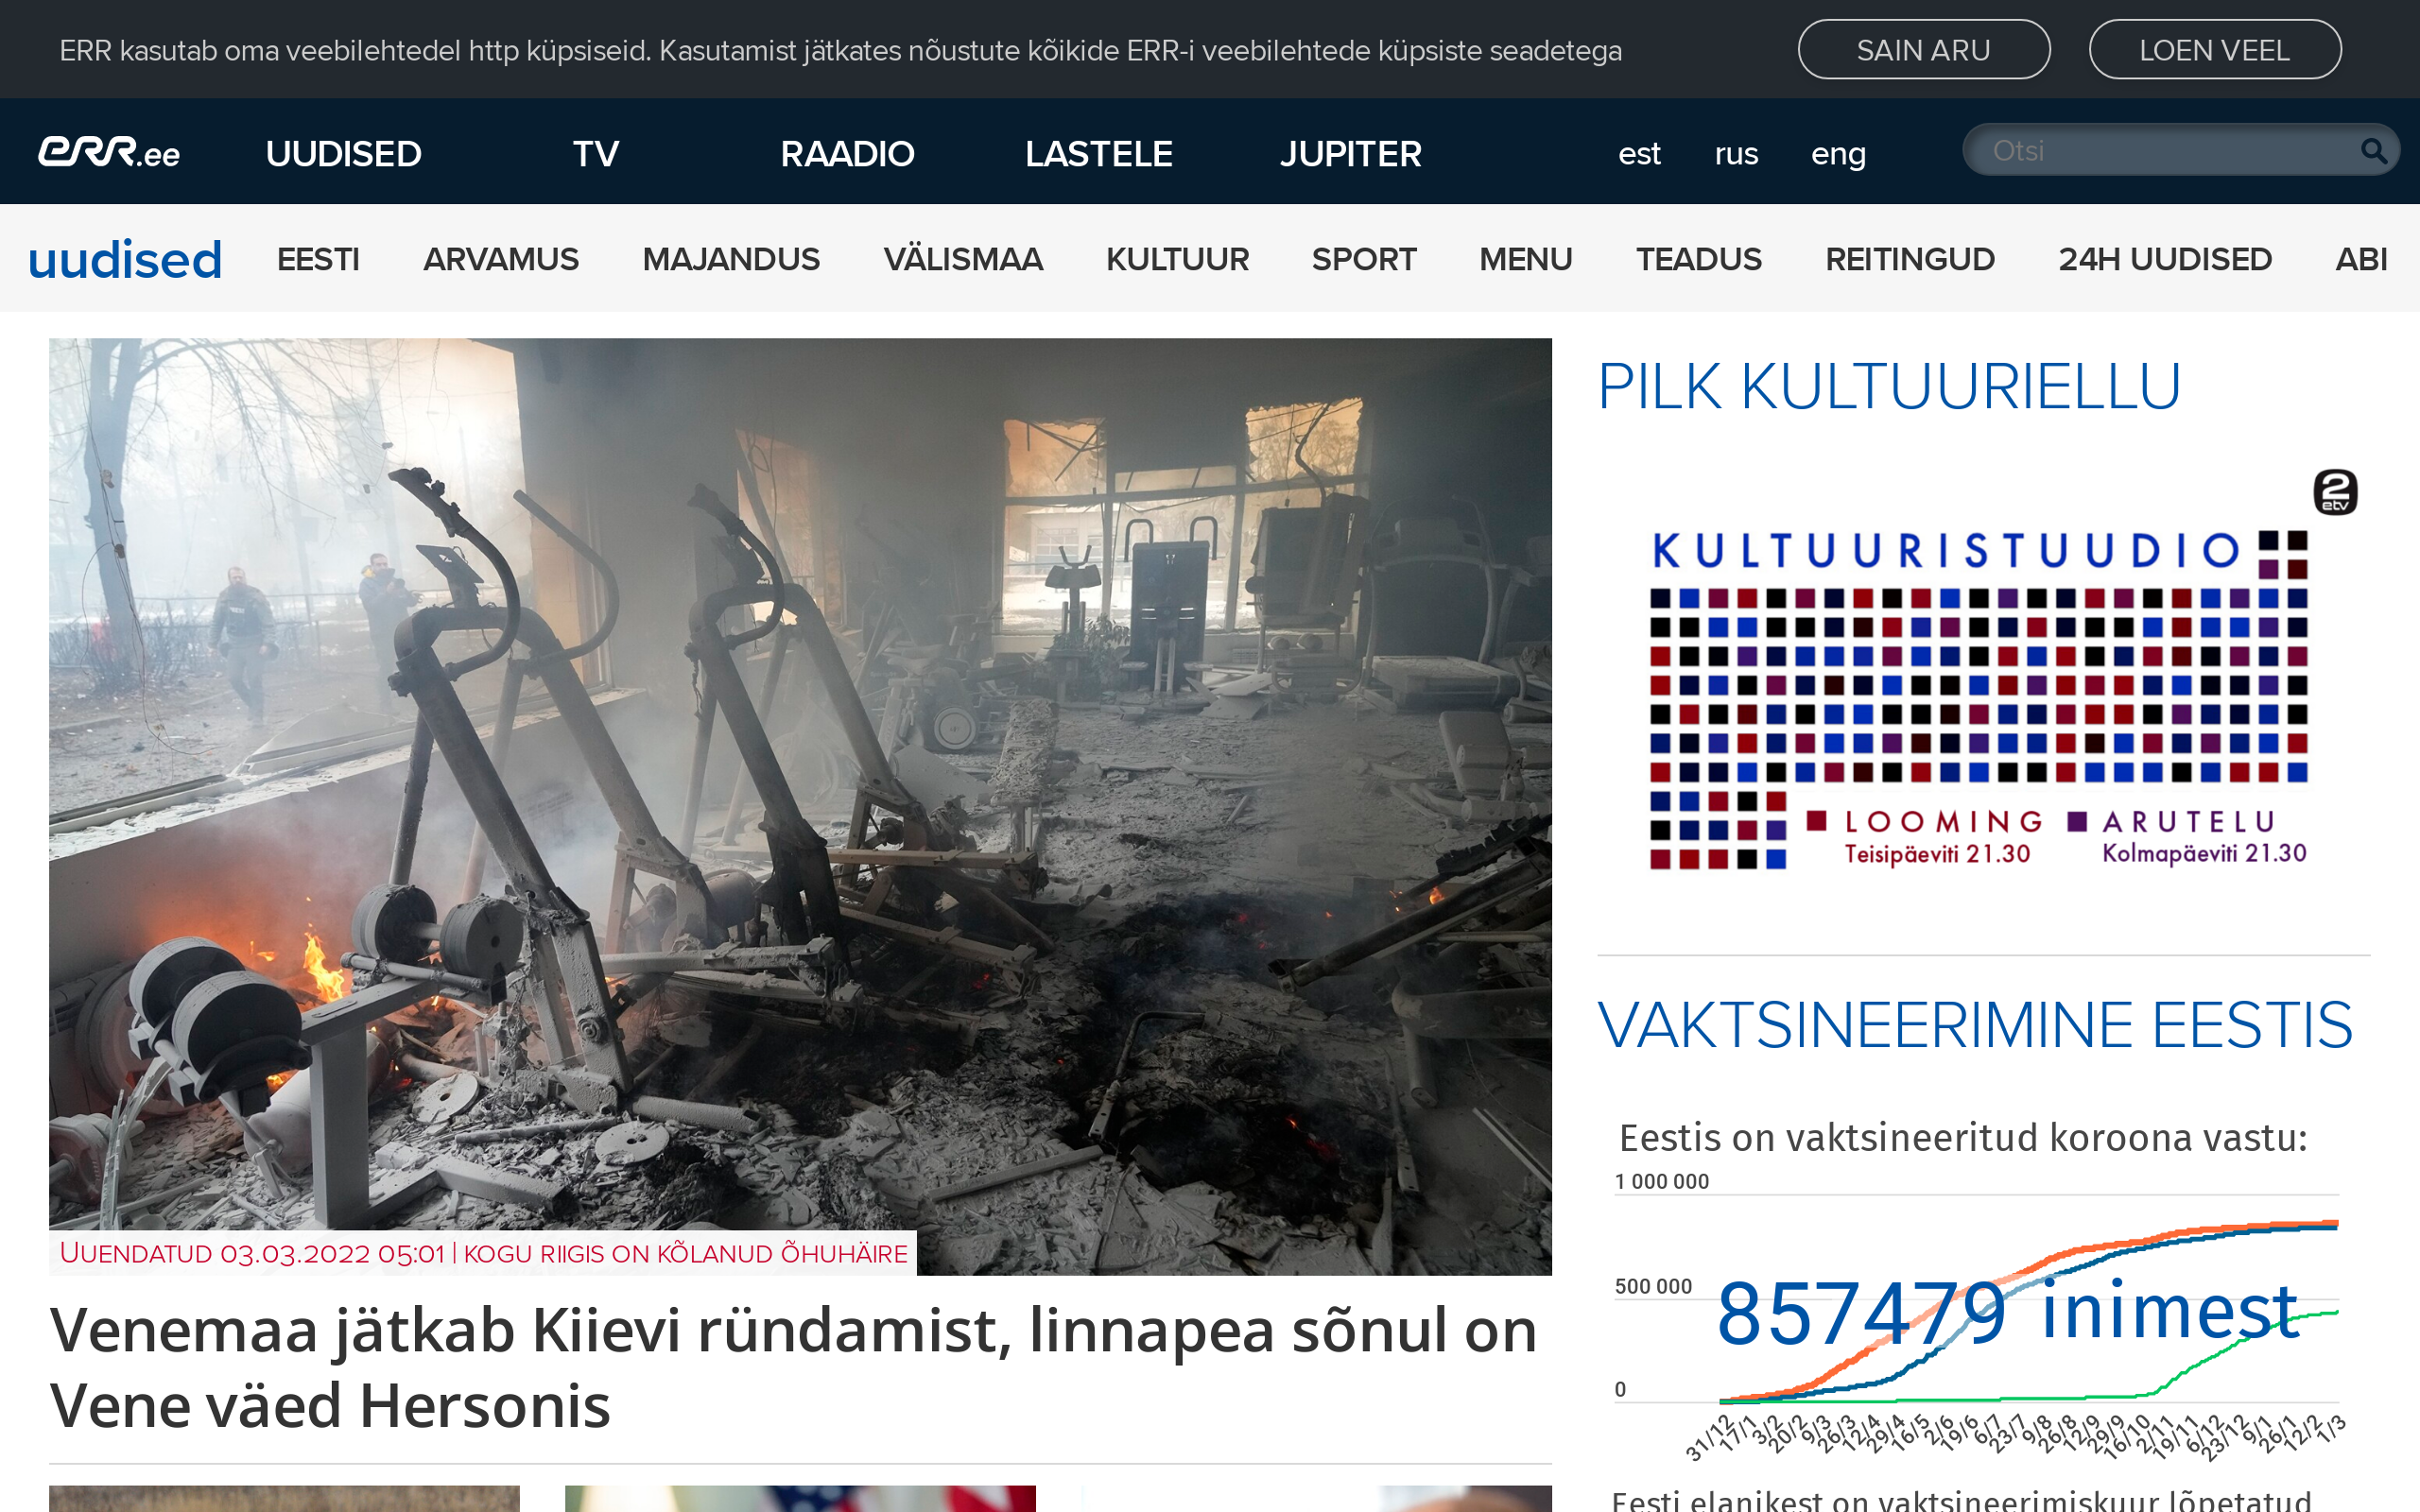 ERR kasutab oma veebilehtedel http küpsiseid. Kasutamist jätkates nõustute kõikide ERR-i veebilehtede küpsiste seadetega
SAIN ARU
LOEN VEEL
err.ee
UUDISED
TV
RAADIO
LASTELE
JUPITER
est
rus
eng
Otsi
uudised
EESTI
ARVAMUS
MAJANDUS
VÄLISMAA
KULTUUR
SPORT
MENU
TEADUS
REITINGUD
24H UUDISED
ABI
UUENDATUD 03.03.2022 05:01 | KOGU RIIGIS ON KÕLANUD ÕHUHÄIRE
Venemaa jätkab Kiievi ründamist, linnapea sõnul on
Vene väed Hersonis
PILK KULTUURIELLU
2
etv
KULTUURISTUUDIO
LOOMING
Teisipäeviti 21.30
ARUTELU
Kolmapäeviti 21.30
VAKTSINEERIMINE EESTIS
Eestis on vaktsineeritud koroona vastu:
1 000 000
500 000
857479 inimest
0
31/12
17/1
3/2
20/2
9/3
26/3
12/4
29/4
16/5
2/6
19/6
6/7
23/7
9/8
26/8
12/9
29/9
16/10
2/11
19/11
6/12
23/12
9/1
26/1
12/2
1/3
Eesti elanikest on vaktsineerimiskuur lõpetatud